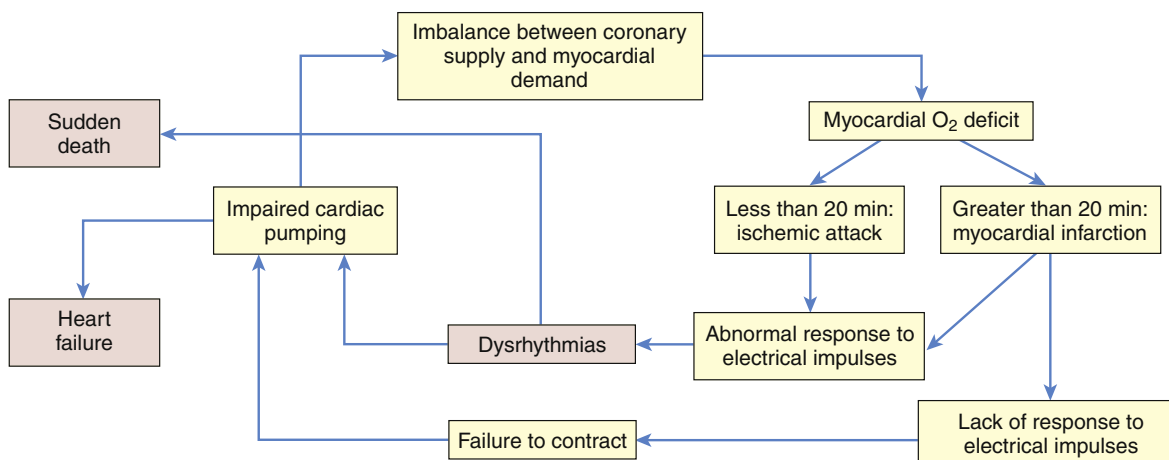 Imbalance between coronary
supply and myocardial
demand
Sudden
death
Myocardial O₂ deficit
Impaired cardiac
pumping
Less than 20 min:
ischemic attack
Greater than 20 min:
myocardial infarction
Heart
failure
Dysrhythmias
Abnormal response to
electrical impulses
Failure to contract
Lack of response to
electrical impulses